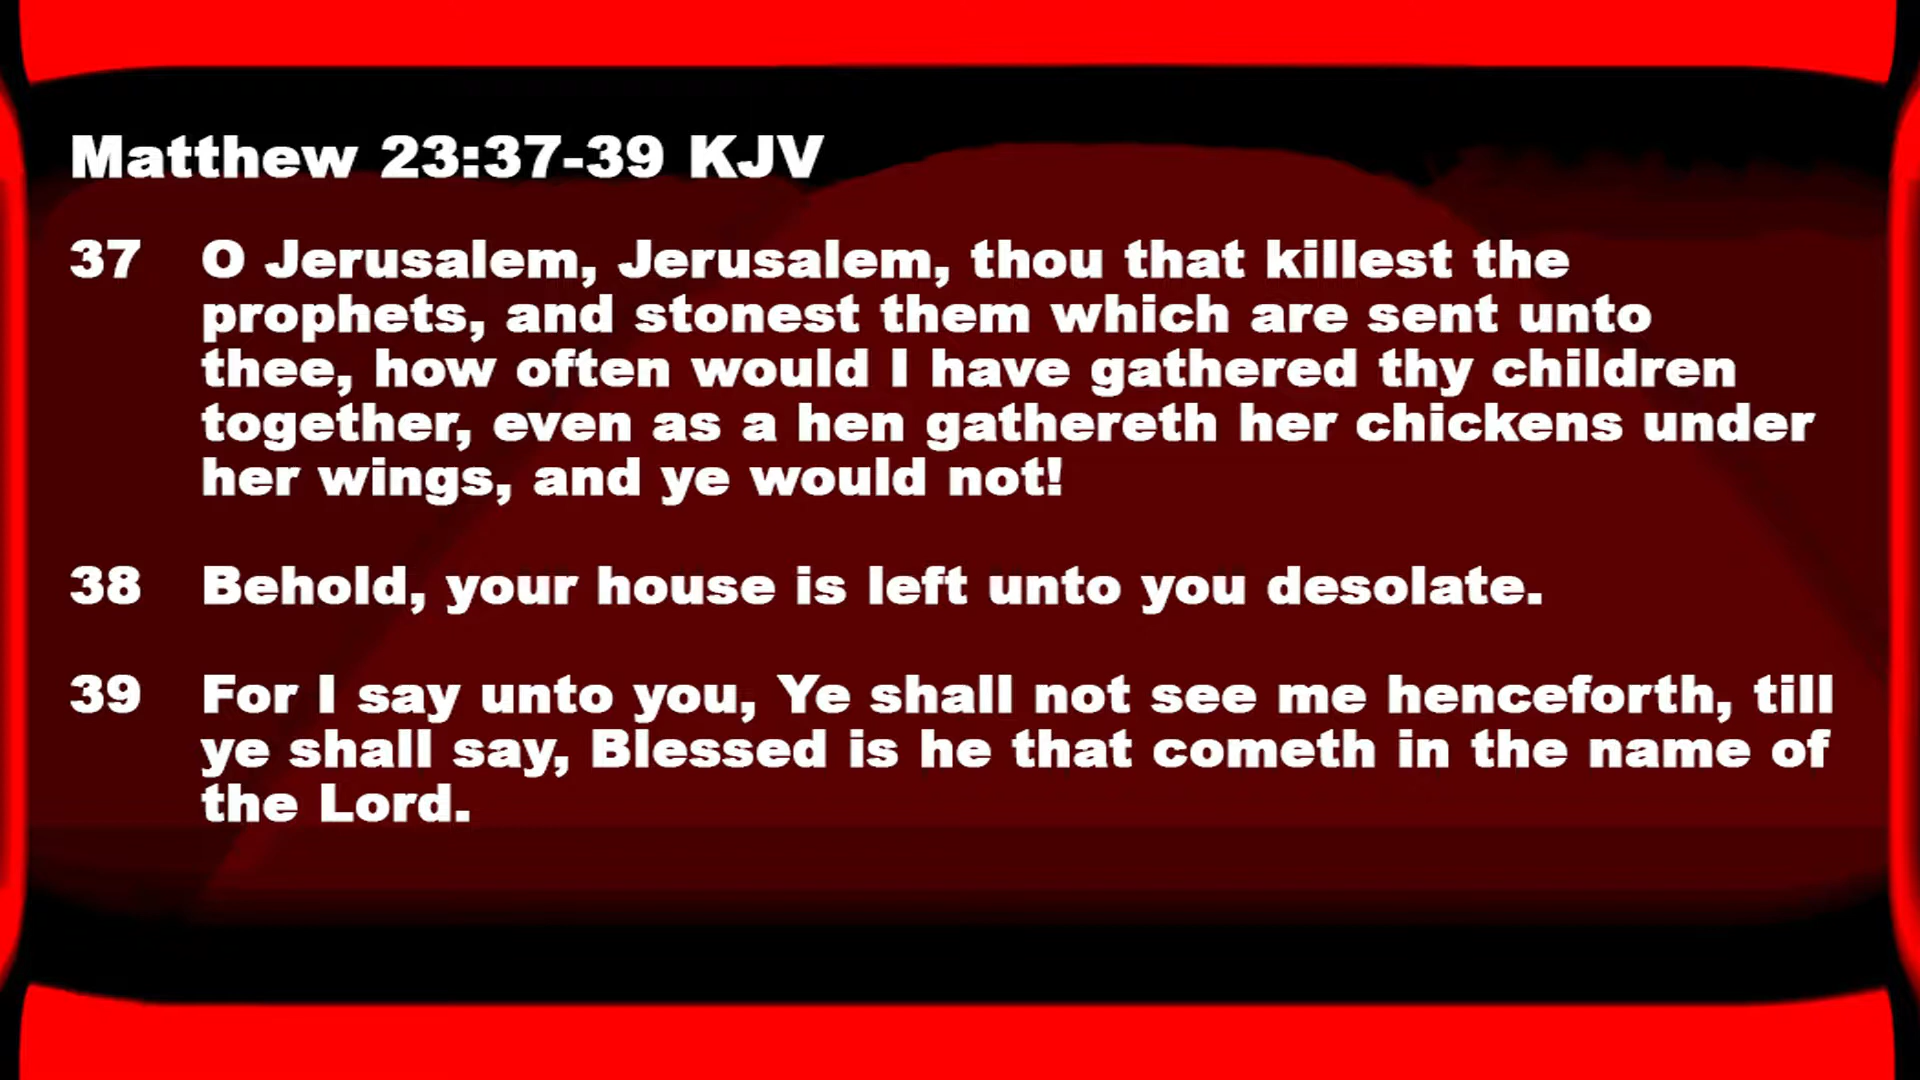 Matthew 23:37-39 KJV
37 O Jerusalem, Jerusalem, thou that killest the
prophets, and stonest them which are sent unto
thee, how often would I have gathered thy children
together, even as a hen gathereth her chickens under
her wings, and ye would not!
38 Behold, your house is left unto you desolate.
39 For I say unto you, Ye shall not see me henceforth, till
ye shall say, Blessed is he that cometh in the name of
the Lord.